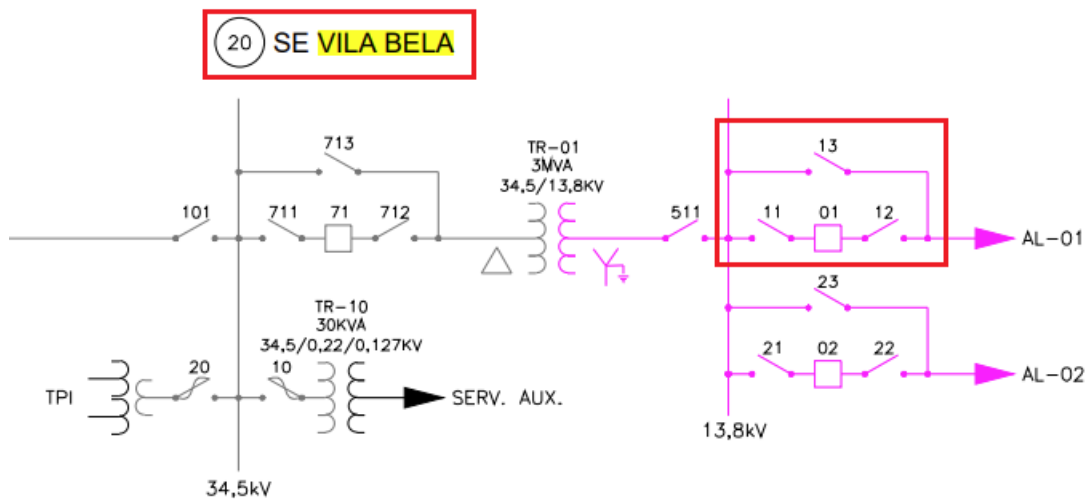 20 SE VILA BELA
713
TR-01
3MVA
34,5/13,8KV
13
101
711
71
712
511
11
01
12
AL-01
23
TR-10
30KVA
34,5/0,22/0,127KV
TPI
20
10
SERV. AUX.
21
02
22
AL-02
13,8kV
34,5kV